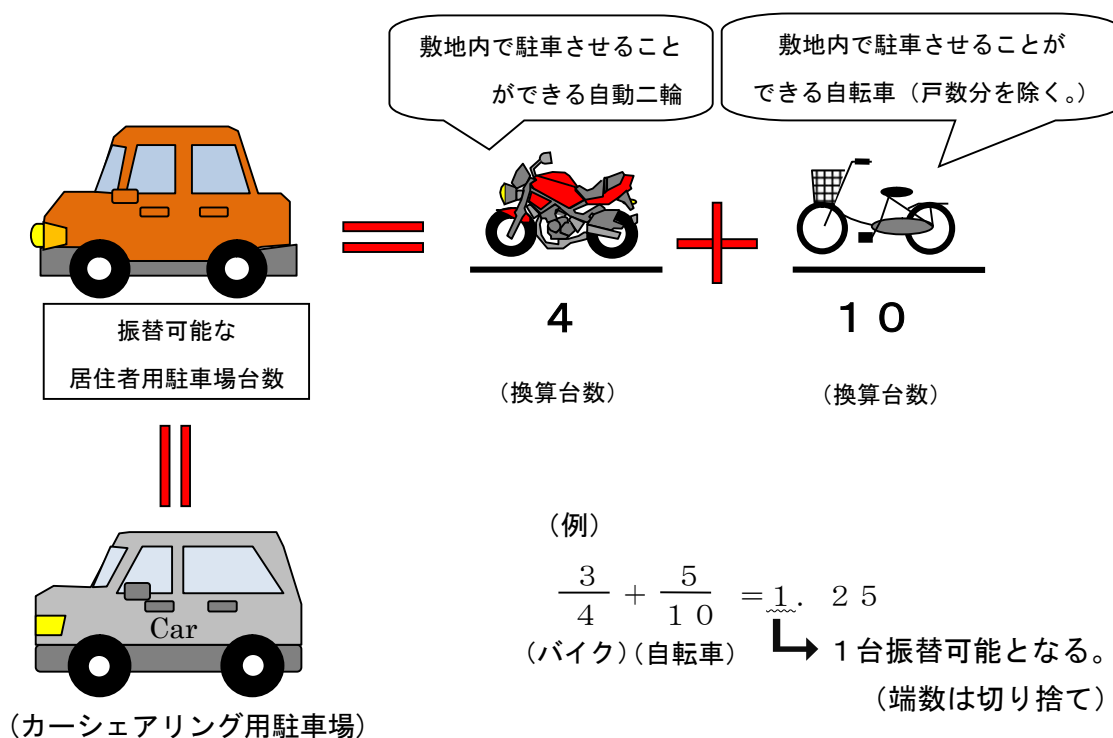 敷地内で駐車させること
ができる自動二輪
敷地内で駐車させることが
できる自転車（戸数分を除く。）
４
１０
振替可能な
居住者用駐車場台数
（換算台数）
（換算台数）
（例）
３/４ + ５/１０ =１．２５
（バイク）（自転車）
１台振替可能となる。
（端数は切り捨て）
Car
（カーシェアリング用駐車場）